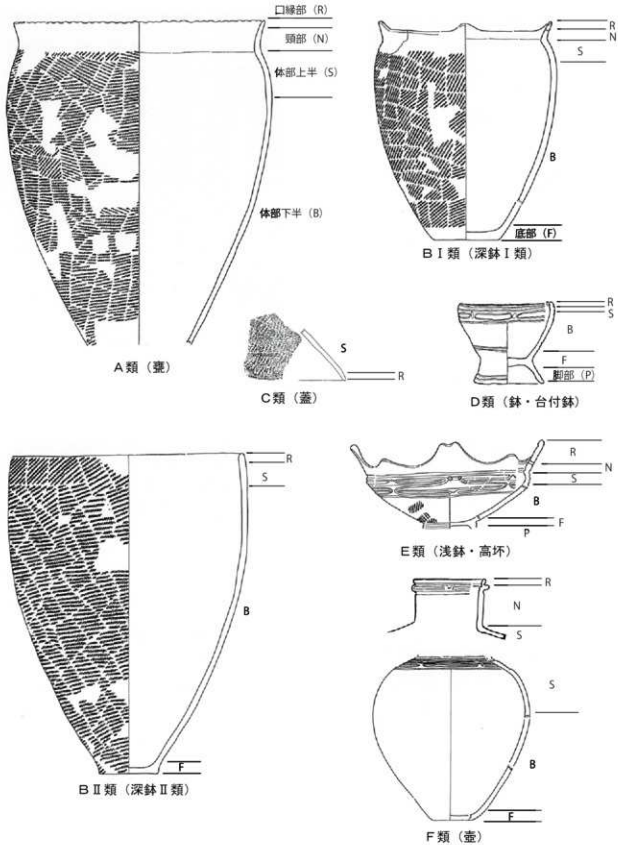 口縁部（R）
頸部（N）
体部上半（S）
体部下半（B）
A類（甕）
R
N
S
B
底部（F）
BⅠ類（深鉢Ⅰ類）
S
R
C類（蓋）
R
S
B
F
脚部（P）
D類（鉢・台付鉢）
R
S
B
F
BⅡ類（深鉢Ⅱ類）
R
N
S
B
F
P
E類（浅鉢・高坏）
R
N
S
S
B
F
F類（壺）